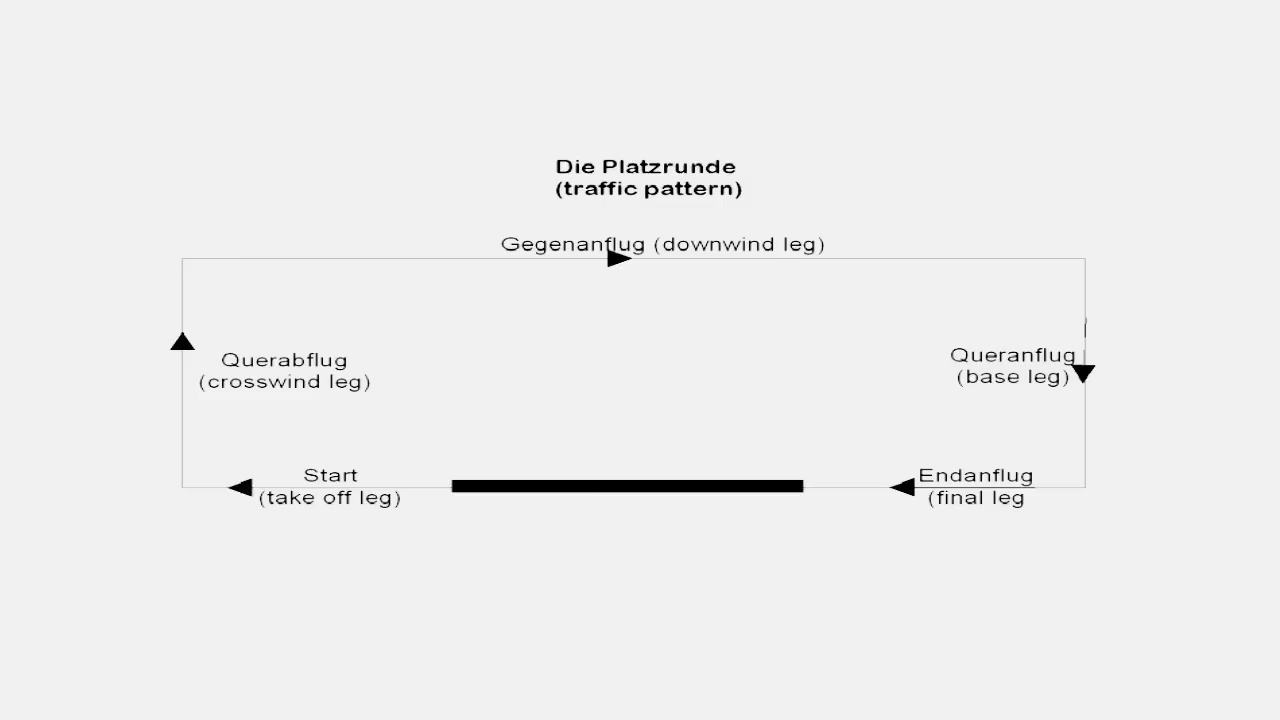 Die Platzrunde
(traffic pattern)
Gegenanflug (downwind leg)
Querabflug
(crosswind leg)
Queranflug
(base leg)
Start
(take off leg)
Endanflug
(final leg